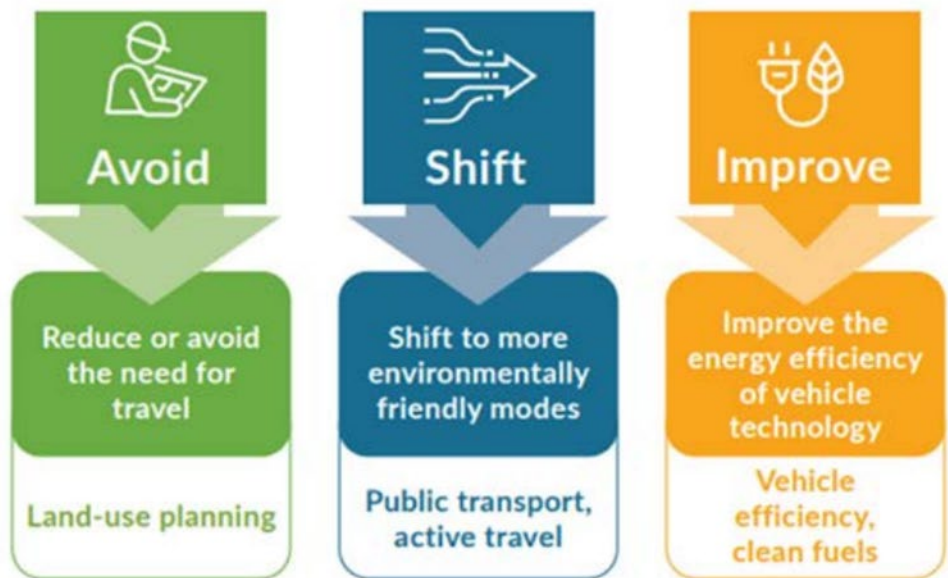 Avoid
Reduce or avoid
the need for
travel
Land-use planning
Shift
Shift to more
environmentally
friendly modes
Public transport,
active travel
Improve
Improve the
energy efficiency
of vehicle
technology
Vehicle
efficiency,
clean fuels